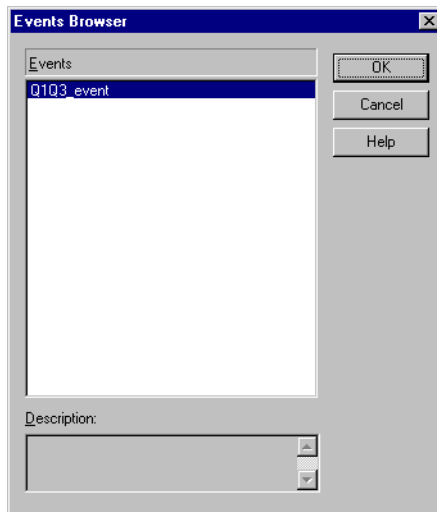 Events Browser
Events
OK
Q1Q3_event
Cancel
Help
Description: